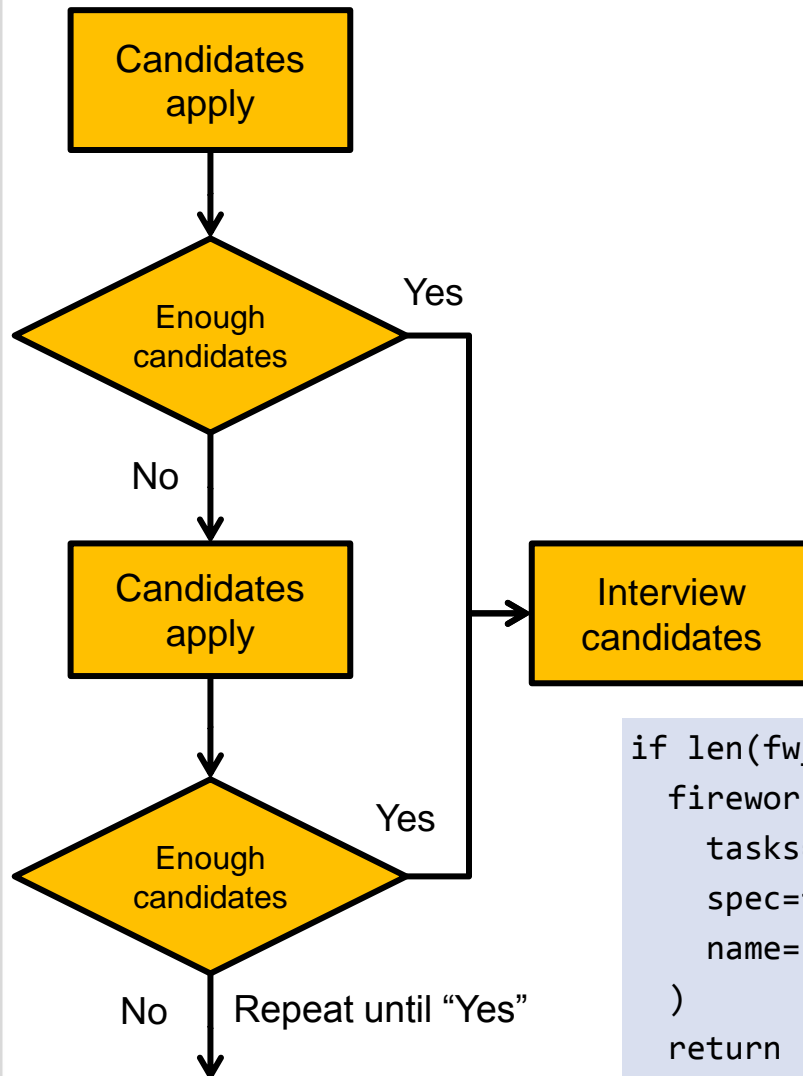 Candidates
apply
Enough
candidates
Yes
No
Candidates
apply
Interview
candidates
Enough
candidates
Yes
No
Repeat until “Yes”
if len(fw_
firewor
tasks
spec=
name=
)
return